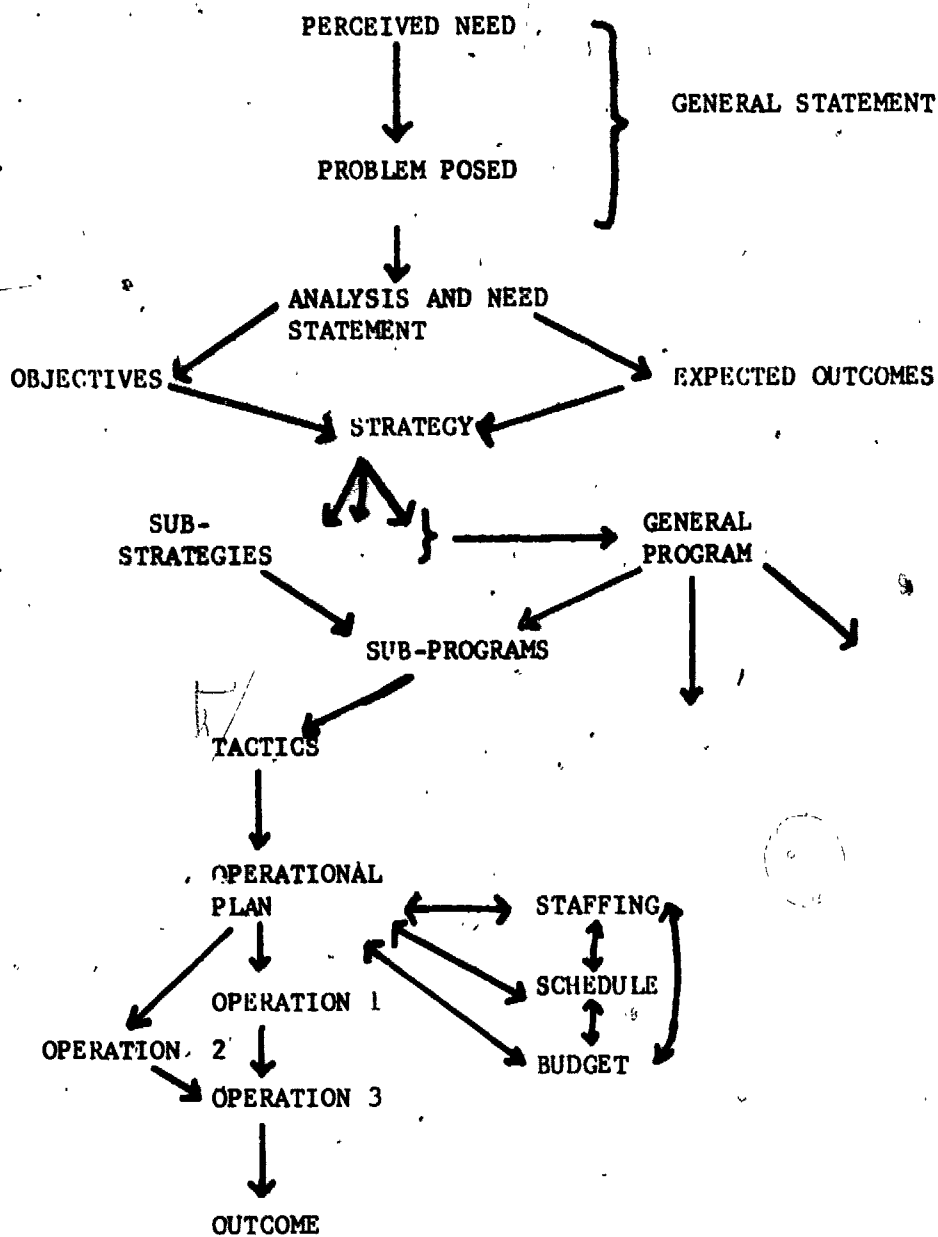 PERCEIVED NEED
GENERAL STATEMENT
PROBLEM POSED
ANALYSIS AND NEED
STATEMENT
OBJECTIVES
EXPECTED OUTCOMES
STRATEGY
SUB-
STRATEGIES
GENERAL
PROGRAM
SUB-PROGRAMS
TACTICS
OPERATIONAL
PLAN
STAFFING
SCHEDULE
OPERATION 1
OPERATION 2
BUDGET
OPERATION 3
OUTCOME